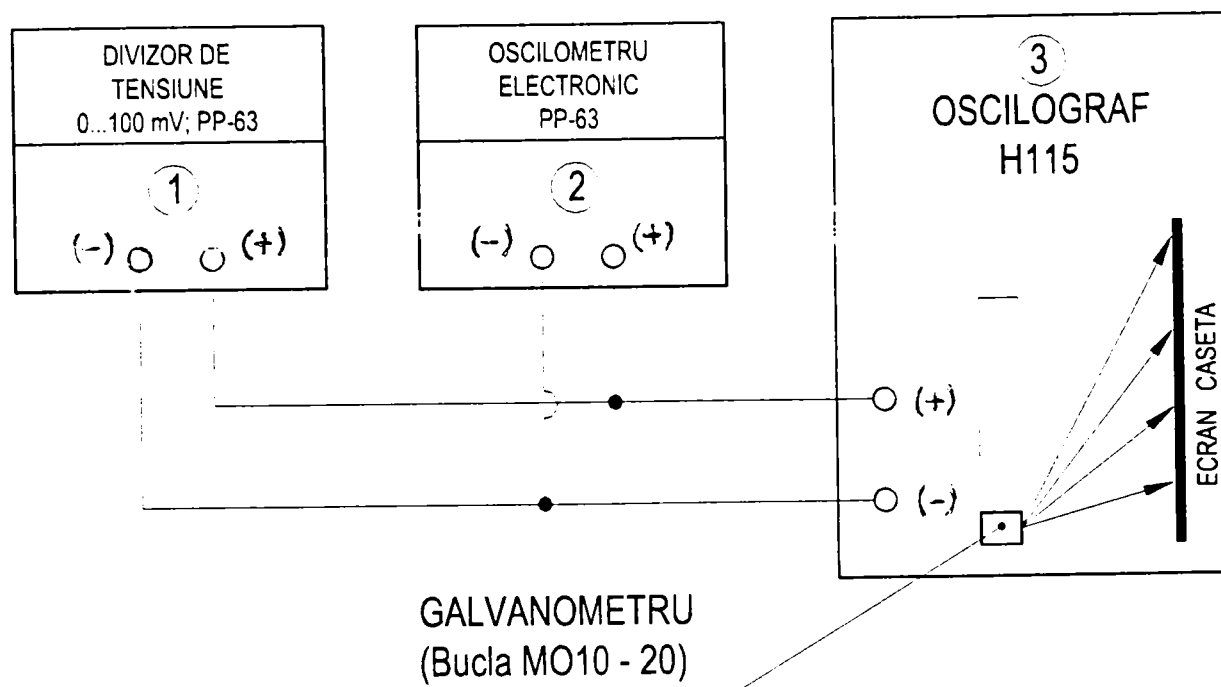 DIVIZOR DE
TENSIUNE
0...100 mV; PP-63
1
(-) (+)
OSCILOMETRU
ELECTRONIC
PP-63
2
(-) (+)
3
OSCILOGRAF
H115
(+)
(-)
ECRAN CASETA
GALVANOMETRU
(Bucla MO10 - 20)